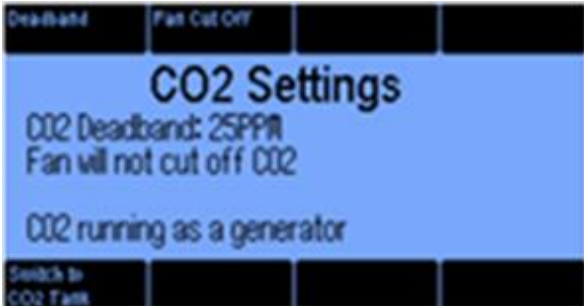 Deadband
Fan Cut Off
CO2 Settings
CO2 Deadband: 25PPM
Fan will not cut off CO2
CO2 running as a generator
Switch to
CO2 Tank